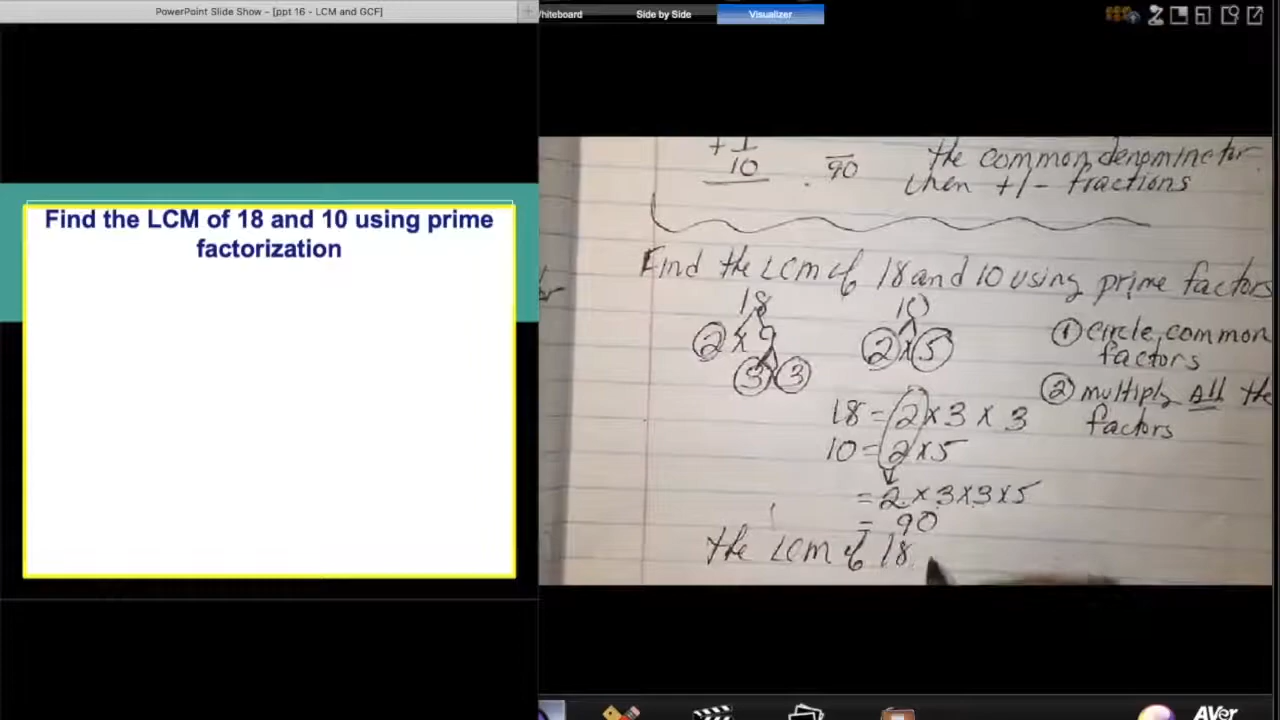 PowerPoint Slide Show – [ppt 16 - LCM and GCF]
+
Whiteboard
Side by Side
Visualizer
Find the LCM of 18 and 10 using prime
factorization
+ 1
10
90
the common denominator
then +/- fractions
Find the LCM of 18 and 10 using prime factors
18
10
① circle common
factors
2 x 9
2 x 5
3 3
② multiply All the
factors
18 = 2 x 3 x 3
10 = 2 x 5
= 2 x 3 x 3 x 5
= 90
the LCM of 18
AVer